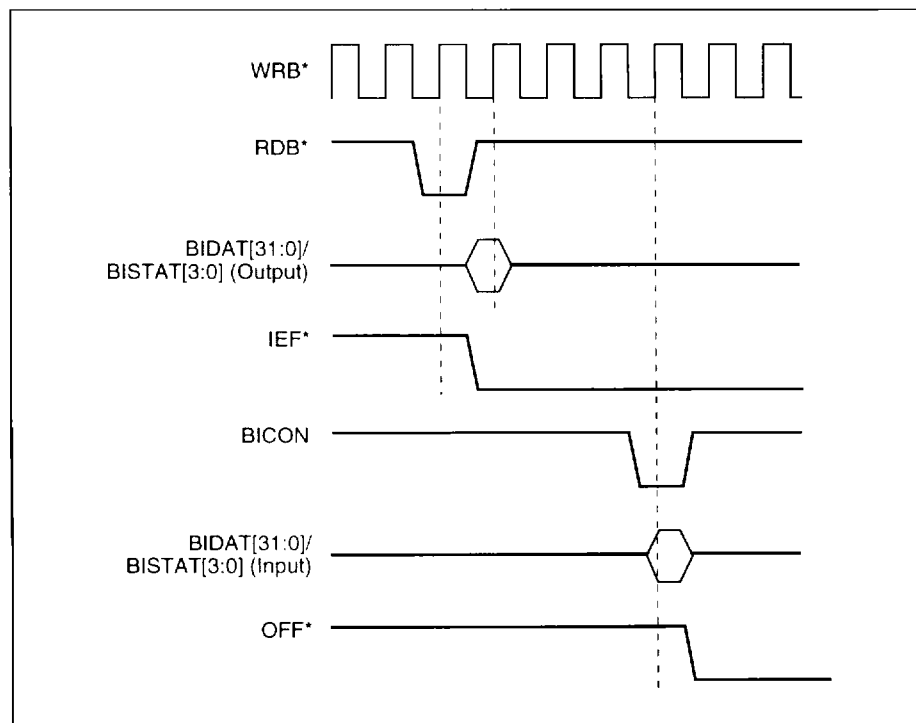 WRB*
RDB*
BIDAT[31:0]/
BISTAT[3:0] (Output)
IEF*
BICON
BIDAT[31:0]/
BISTAT[3:0] (Input)
OFF*